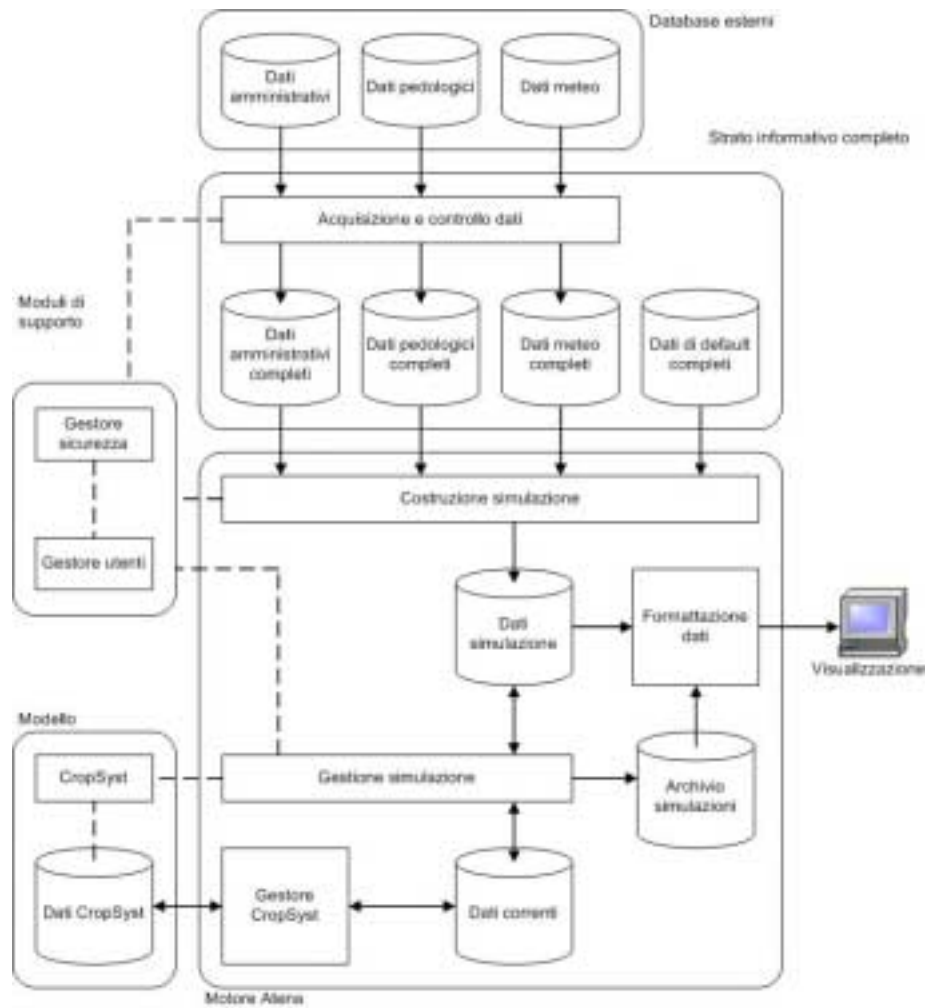 Database esterni
Dati
amministrativi
Dati pedologici
Dati meteo
Strato informativo completo
Acquisizione e controllo dati
Moduli di
supporto
Dati
amministrativi
completi
Dati pedologici
completi
Dati meteo
completi
Dati di default
completi
Gestore
sicurezza
Costruzione simulazione
Gestore utenti
Dati
simulazione
Formattazione
dati
Visualizzazione
Modello
CropSyst
Gestione simulazione
Archivio
simulazioni
Dati CropSyst
Gestore
CropSyst
Dati correnti
Motore Atena